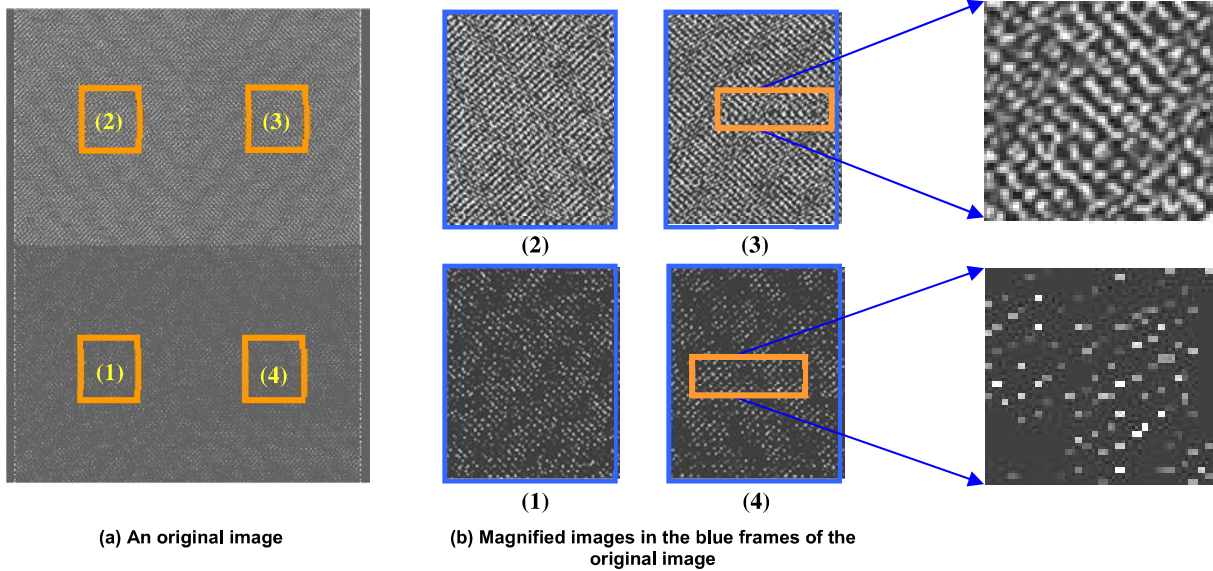 (2)
(3)
(1)
(4)
(2)
(3)
(1)
(4)
(a) An original image
(b) Magnified images in the blue frames of the
original image